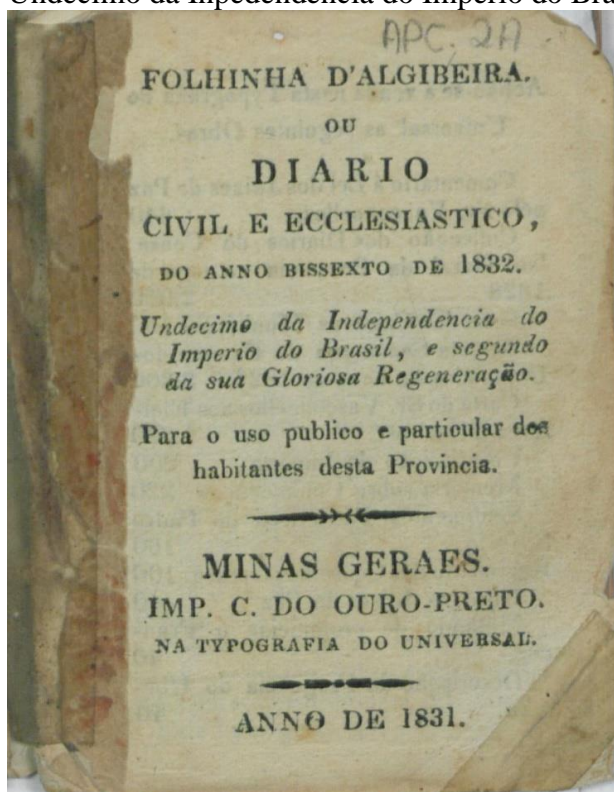 Undecimo da Inpedendencia do Imperio do Bra
APC. 2A
FOLHINHA D'ALGIBEIRA.
OU
DIARIO
CIVIL E ECCLESIASTICO,
DO ANNO BISSEXTO DE 1832.
Undecimo da Independencia do
Imperio do Brasil, e segundo
da sua Gloriosa Regeneração.
Para o uso publico e particular dos
habitantes desta Provincia.
MINAS GERAES.
IMP. C. DO OURO-PRETO.
NA TYPOGRAFIA DO UNIVERSAL.
ANNO DE 1831.